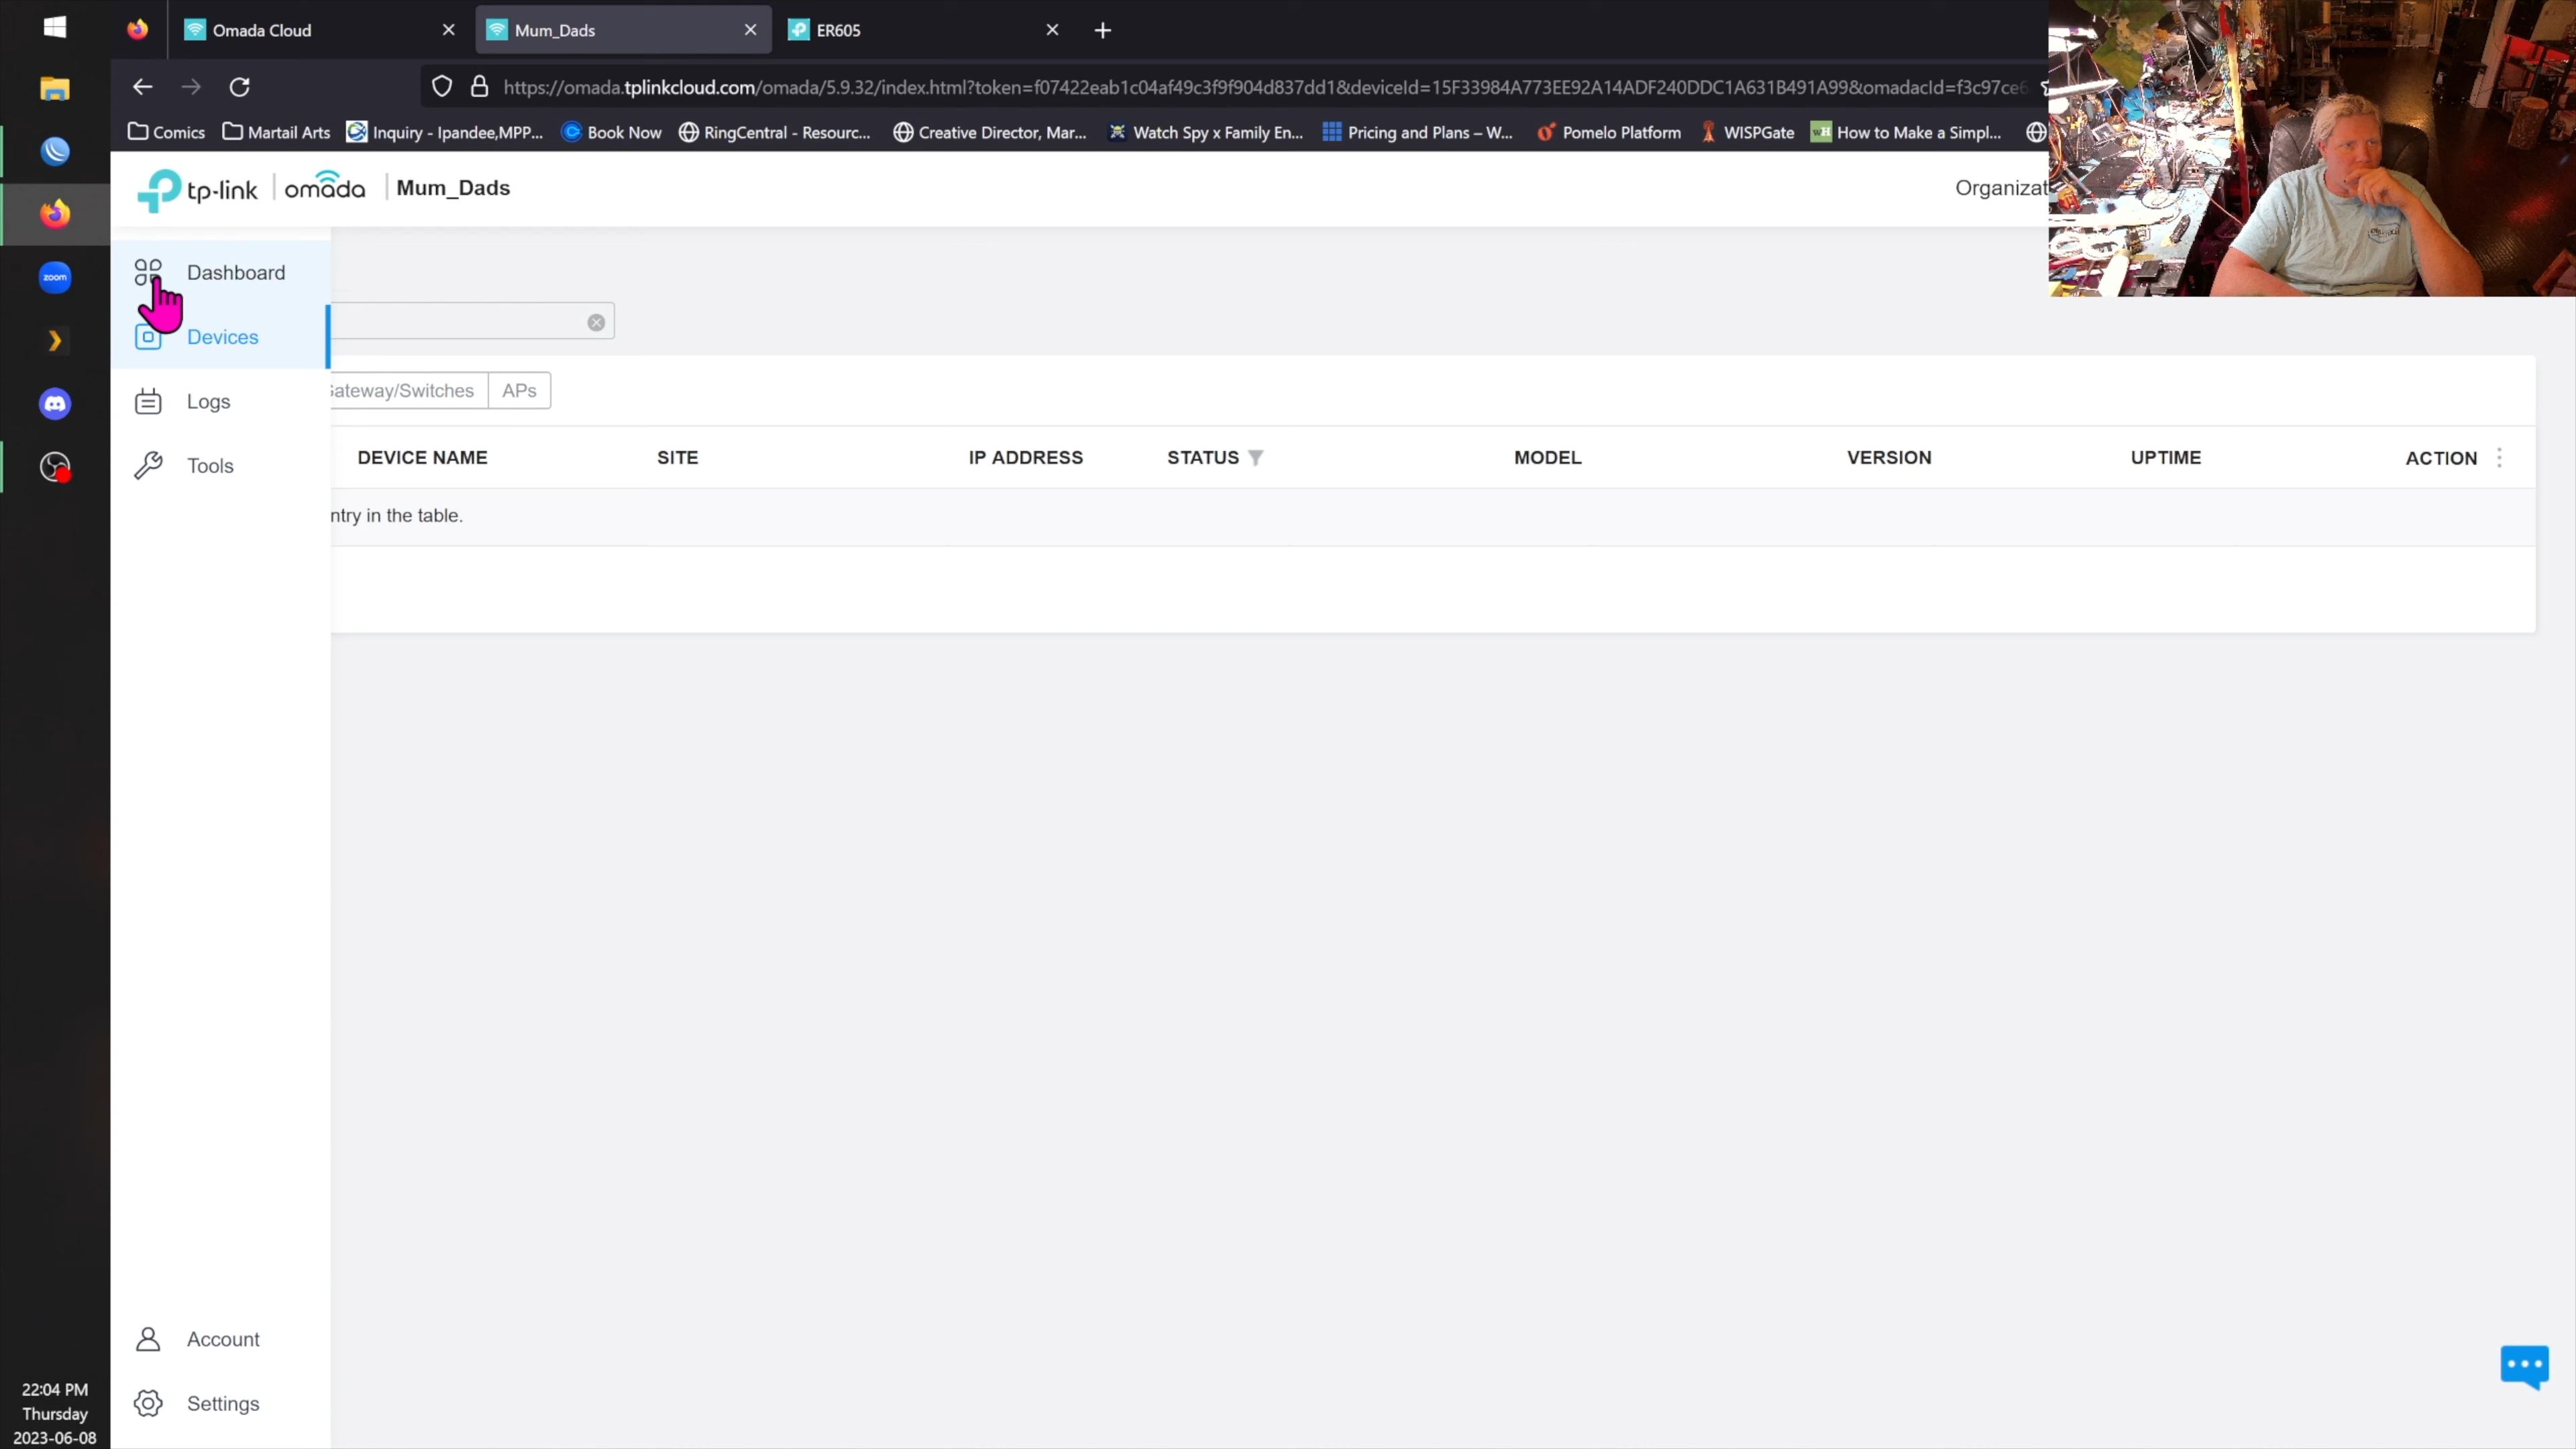 Omada Cloud
Mum_Dads
ER605
https://omada.tplinkcloud.com/omada/5.9.32/index.html?token=f07422eab1c04af49c3f9f904d837dd1&deviceId=15F33984A773EE92A14ADF240DDC1A631B491A99&omadacId=f3c97ce6
Comics
Martail Arts
Inquiry - Ipandee,MPP...
Book Now
RingCentral - Resourc...
Creative Director, Mar...
Watch Spy x Family En...
Pricing and Plans – W...
Pomelo Platform
WISPGate
wH
How to Make a Simpl...
tp-link
omada
Mum_Dads
Organizat
Dashboard
Devices
Logs
Tools
ateway/Switches
APs
DEVICE NAME
SITE
IP ADDRESS
STATUS
MODEL
VERSION
UPTIME
ACTION
ntry in the table.
zoom
Account
Settings
22:04 PM
Thursday
2023-06-08